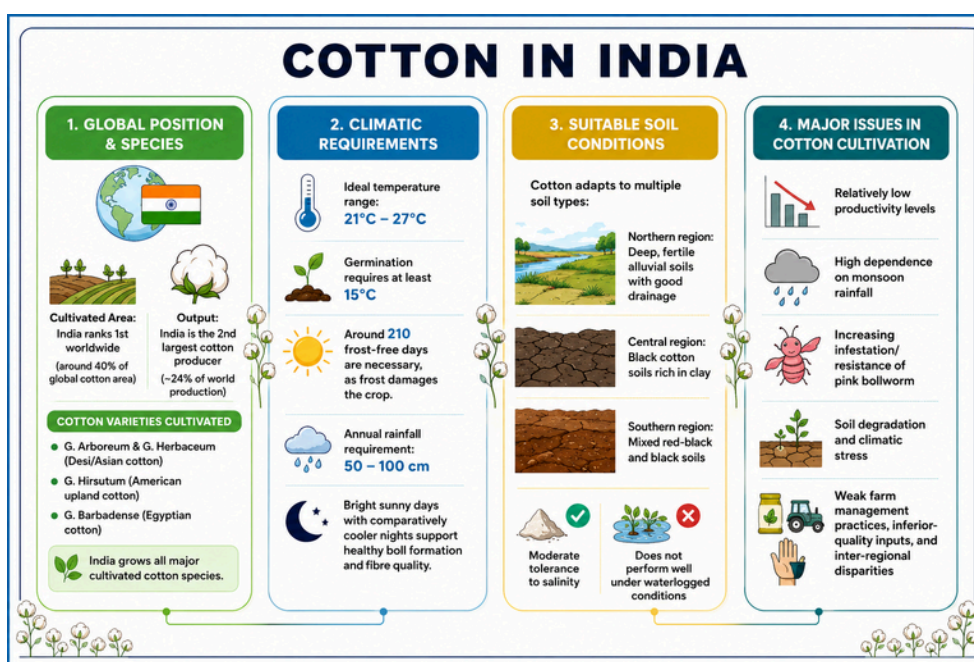 COTTON IN INDIA
1. GLOBAL POSITION
& SPECIES
Cultivated Area:
India ranks 1st
worldwide
(around 40% of
global cotton area)
Output:
India is the 2nd
largest cotton
producer
(~24% of world
production)
COTTON VARIETIES CULTIVATED
G. Arboreum & G. Herbaceum
(Desi/Asian cotton)
G. Hirsutum (American
upland cotton)
G. Barbadense (Egyptian
cotton)
India grows all major
cultivated cotton species.
2. CLIMATIC
REQUIREMENTS
Ideal temperature
range:
21°C – 27°C
Germination
requires at least
15°C
Around 210
frost-free days
are necessary,
as frost damages
the crop.
Annual rainfall
requirement:
50 – 100 cm
Bright sunny days
with comparatively
cooler nights support
healthy boll formation
and fibre quality.
3. SUITABLE SOIL
CONDITIONS
Cotton adapts to multiple
soil types:
Northern region:
Deep, fertile
alluvial soils
with good
drainage
Central region:
Black cotton
soils rich in clay
Southern region:
Mixed red-black
and black soils
Moderate
tolerance
to salinity
Does not
perform well
under waterlogged
conditions
4. MAJOR ISSUES IN
COTTON CULTIVATION
Relatively low
productivity levels
High dependence
on monsoon
rainfall
Increasing
infestation/
resistance of
pink bollworm
Soil degradation
and climatic
stress
Weak farm
management
practices, inferior-
quality inputs, and
inter-regional
disparities